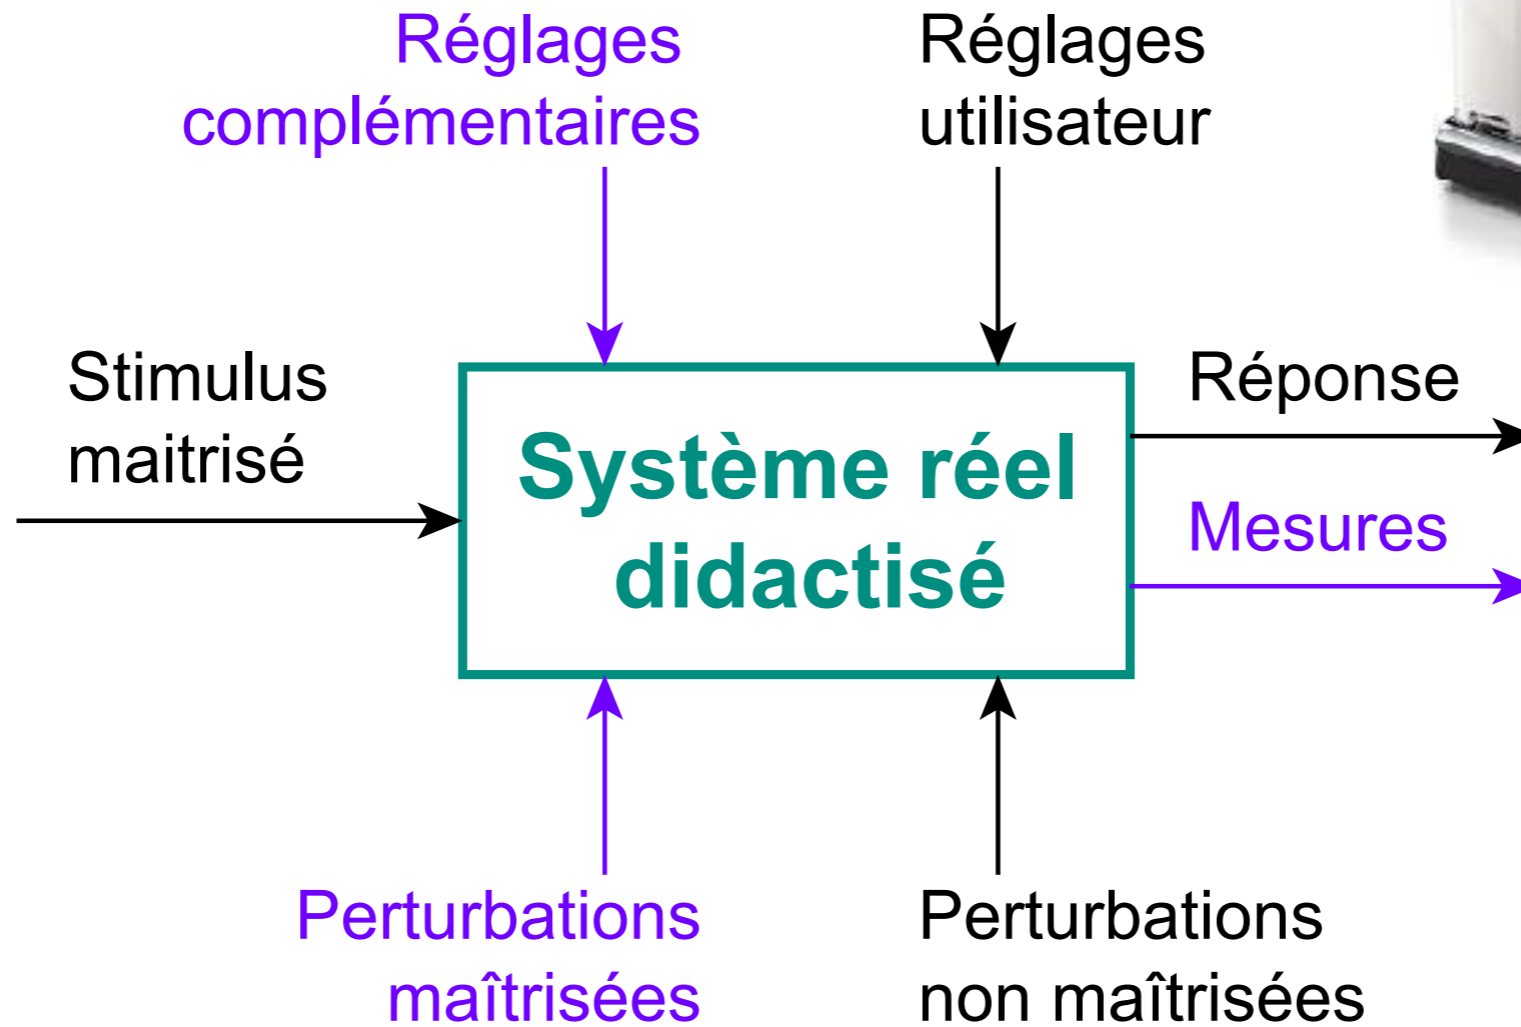 Réglages
complémentaires
Réglages
utilisateur
Stimulus
maitrisé
Système réel
didactisé
Réponse
Mesures
Perturbations
maîtrisées
Perturbations
non maîtrisées